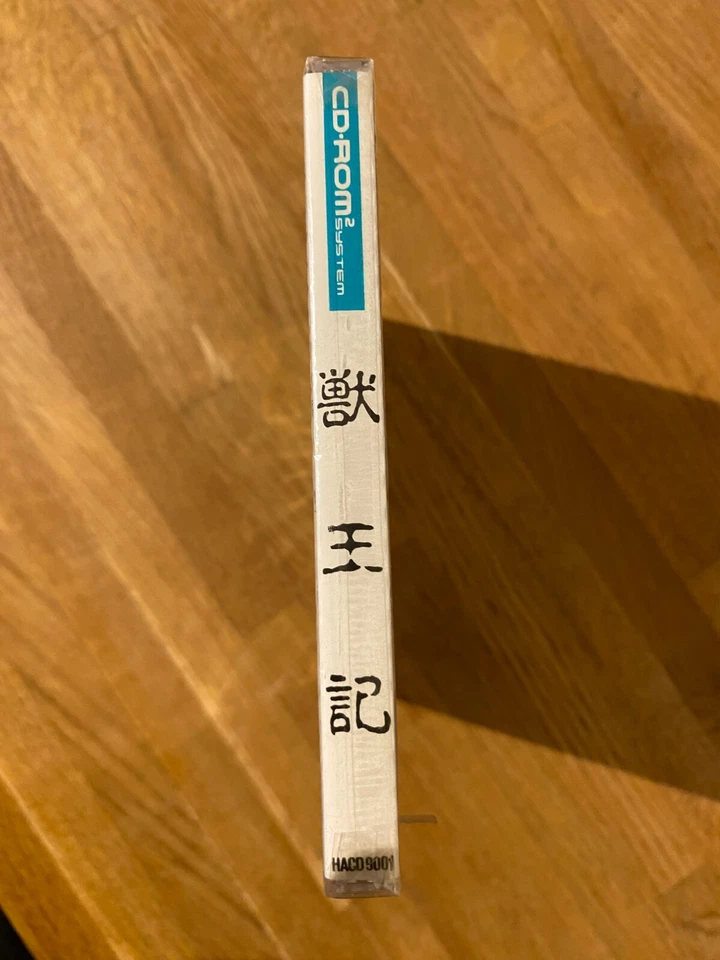 CD·ROM² SYSTEM
獣王記
HACD9001